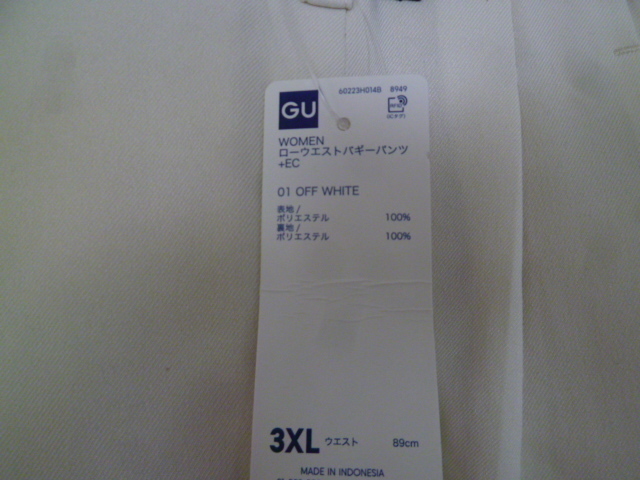 60223H014B 8949
GU
WOMEN
ローウエストバギーパンツ
+EC
01 OFF WHITE
表地/
ポリエステル 100%
裏地/
ポリエステル 100%
3XL ウエスト 89cm
MADE IN INDONESIA